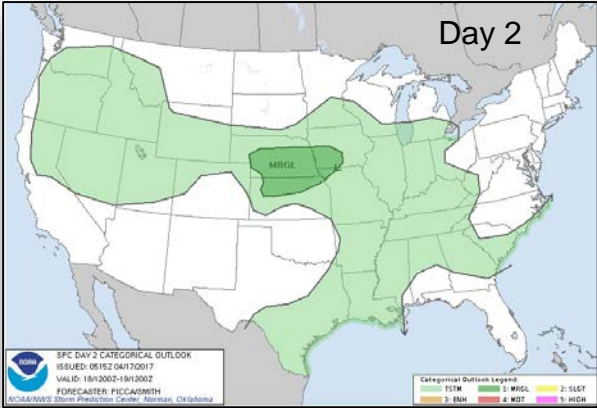 Day 2
MRGL
NOAA
SPC DAY 2 CATEGORICAL OUTLOOK
ISSUED: 0515Z 04/17/2017
VALID: 18/1200Z-19/1200Z
FORECASTER: PICCA/SMITH
NOAA/NWS Storm Prediction Center, Norman, Oklahoma
Categorical Outlook Legend:
TSTM 1: MRGL 2: SLGT
3: ENH 4: MDT 5: HIGH